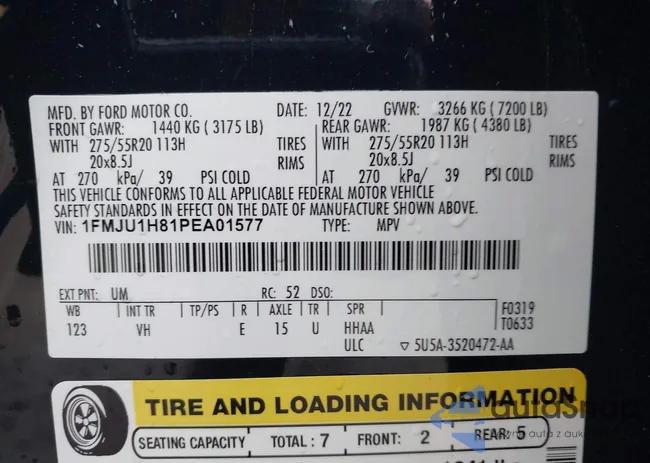 MFD. BY FORD MOTOR CO. DATE: 12/22 GVWR: 3266 KG ( 7200 LB)
FRONT GAWR: 1440 KG ( 3175 LB) REAR GAWR: 1987 KG ( 4380 LB)
WITH 275/55R20 113H TIRES WITH 275/55R20 113H TIRES
20x8.5J RIMS 20x8.5J RIMS
AT 270 kPa/ 39 PSI COLD AT 270 kPa/ 39 PSI COLD
THIS VEHICLE CONFORMS TO ALL APPLICABLE FEDERAL MOTOR VEHICLE
SAFETY STANDARDS IN EFFECT ON THE DATE OF MANUFACTURE SHOWN ABOVE.
VIN: 1FMJU1H81PEA01577 TYPE: MPV
EXT PNT: UM RC: 52 DSO:
WB INT TR TP/PS R AXLE TR SPR F0319
123 VH E 15 U HHAA T0633
ULC ▽ 5U5A-3520472-AA
TIRE AND LOADING INFORMATION
SEATING CAPACITY TOTAL : 7 FRONT: 2 REAR: 5